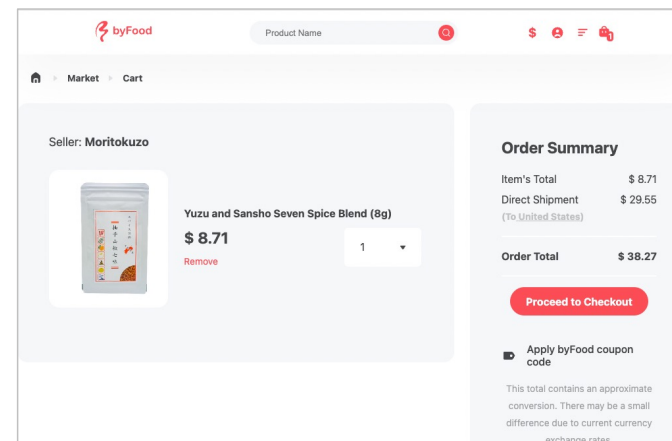 byFood
Product Name
$
1
Market
Cart
Seller: Moritokuzo
Yuzu and Sansho Seven Spice Blend (8g)
$ 8.71
1
Remove
Order Summary
Item's Total $ 8.71
Direct Shipment $ 29.55
(To United States)
Order Total $ 38.27
Proceed to Checkout
Apply byFood coupon
code
This total contains an approximate
conversion. There may be a small
difference due to current currency
exchange rates